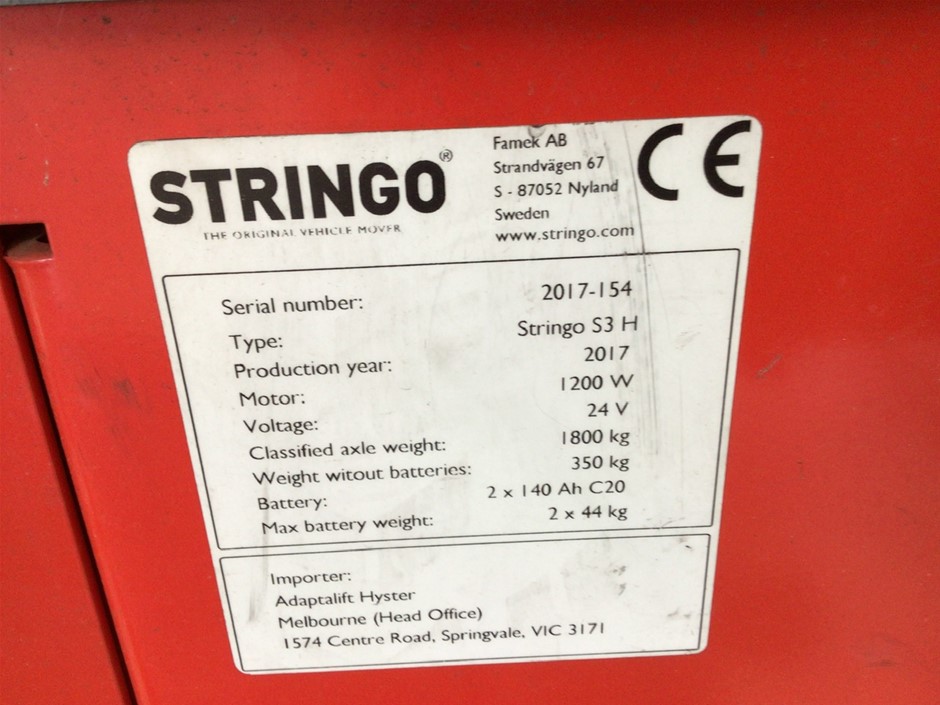 STRINGO®
THE ORIGINAL VEHICLE MOVER
Famek AB
Strandvägen 67
S - 87052 Nyland
Sweden
www.stringo.com
CE
Serial number: 2017-154
Type: Stringo S3 H
Production year: 2017
Motor: 1200 W
Voltage: 24 V
Classified axle weight: 1800 kg
Weight witout batteries: 350 kg
Battery: 2 x 140 Ah C20
Max battery weight: 2 x 44 kg
Importer:
Adaptalift Hyster
Melbourne (Head Office)
1574 Centre Road, Springvale, VIC 3171